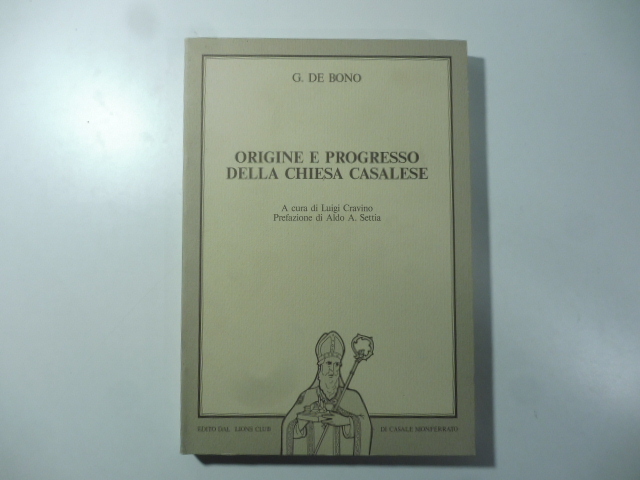 G. DE BONO
ORIGINE E PROGRESSO
DELLA CHIESA CASALESE
A cura di Luigi Cravino
Prefazione di Aldo A. Settia
EDITO DAL LIONS CLUB DI CASALE MONFERRATO